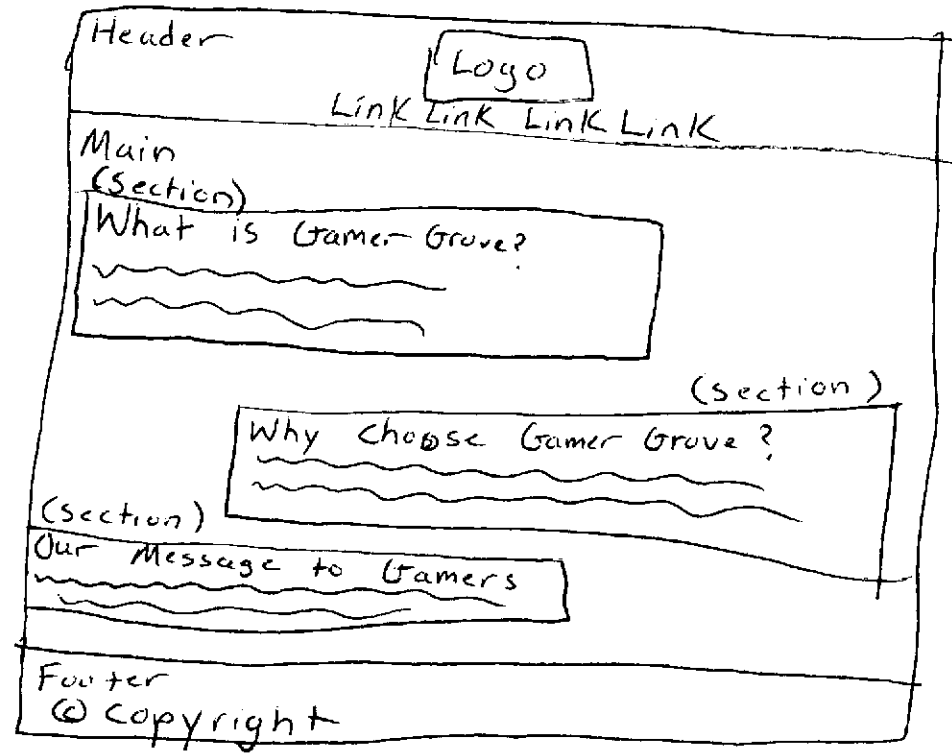 Header
Logo
Link Link Link Link
Main
(section)
What is Gamer Grove?
(section)
Why choose Gamer Grove?
(section)
Our Message to Gamers
Footer
© Copyright